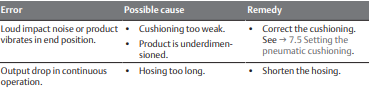 Error Possible cause Remedy
Loud impact noise or product • Cushioning too weak. • Correct the cushioning.
vibrates in end position. • Product is underdimen- See → 7.5 Setting the
sioned. pneumatic cushioning.
Output drop in continuous • Hosing too long. • Shorten the hosing.
operation.